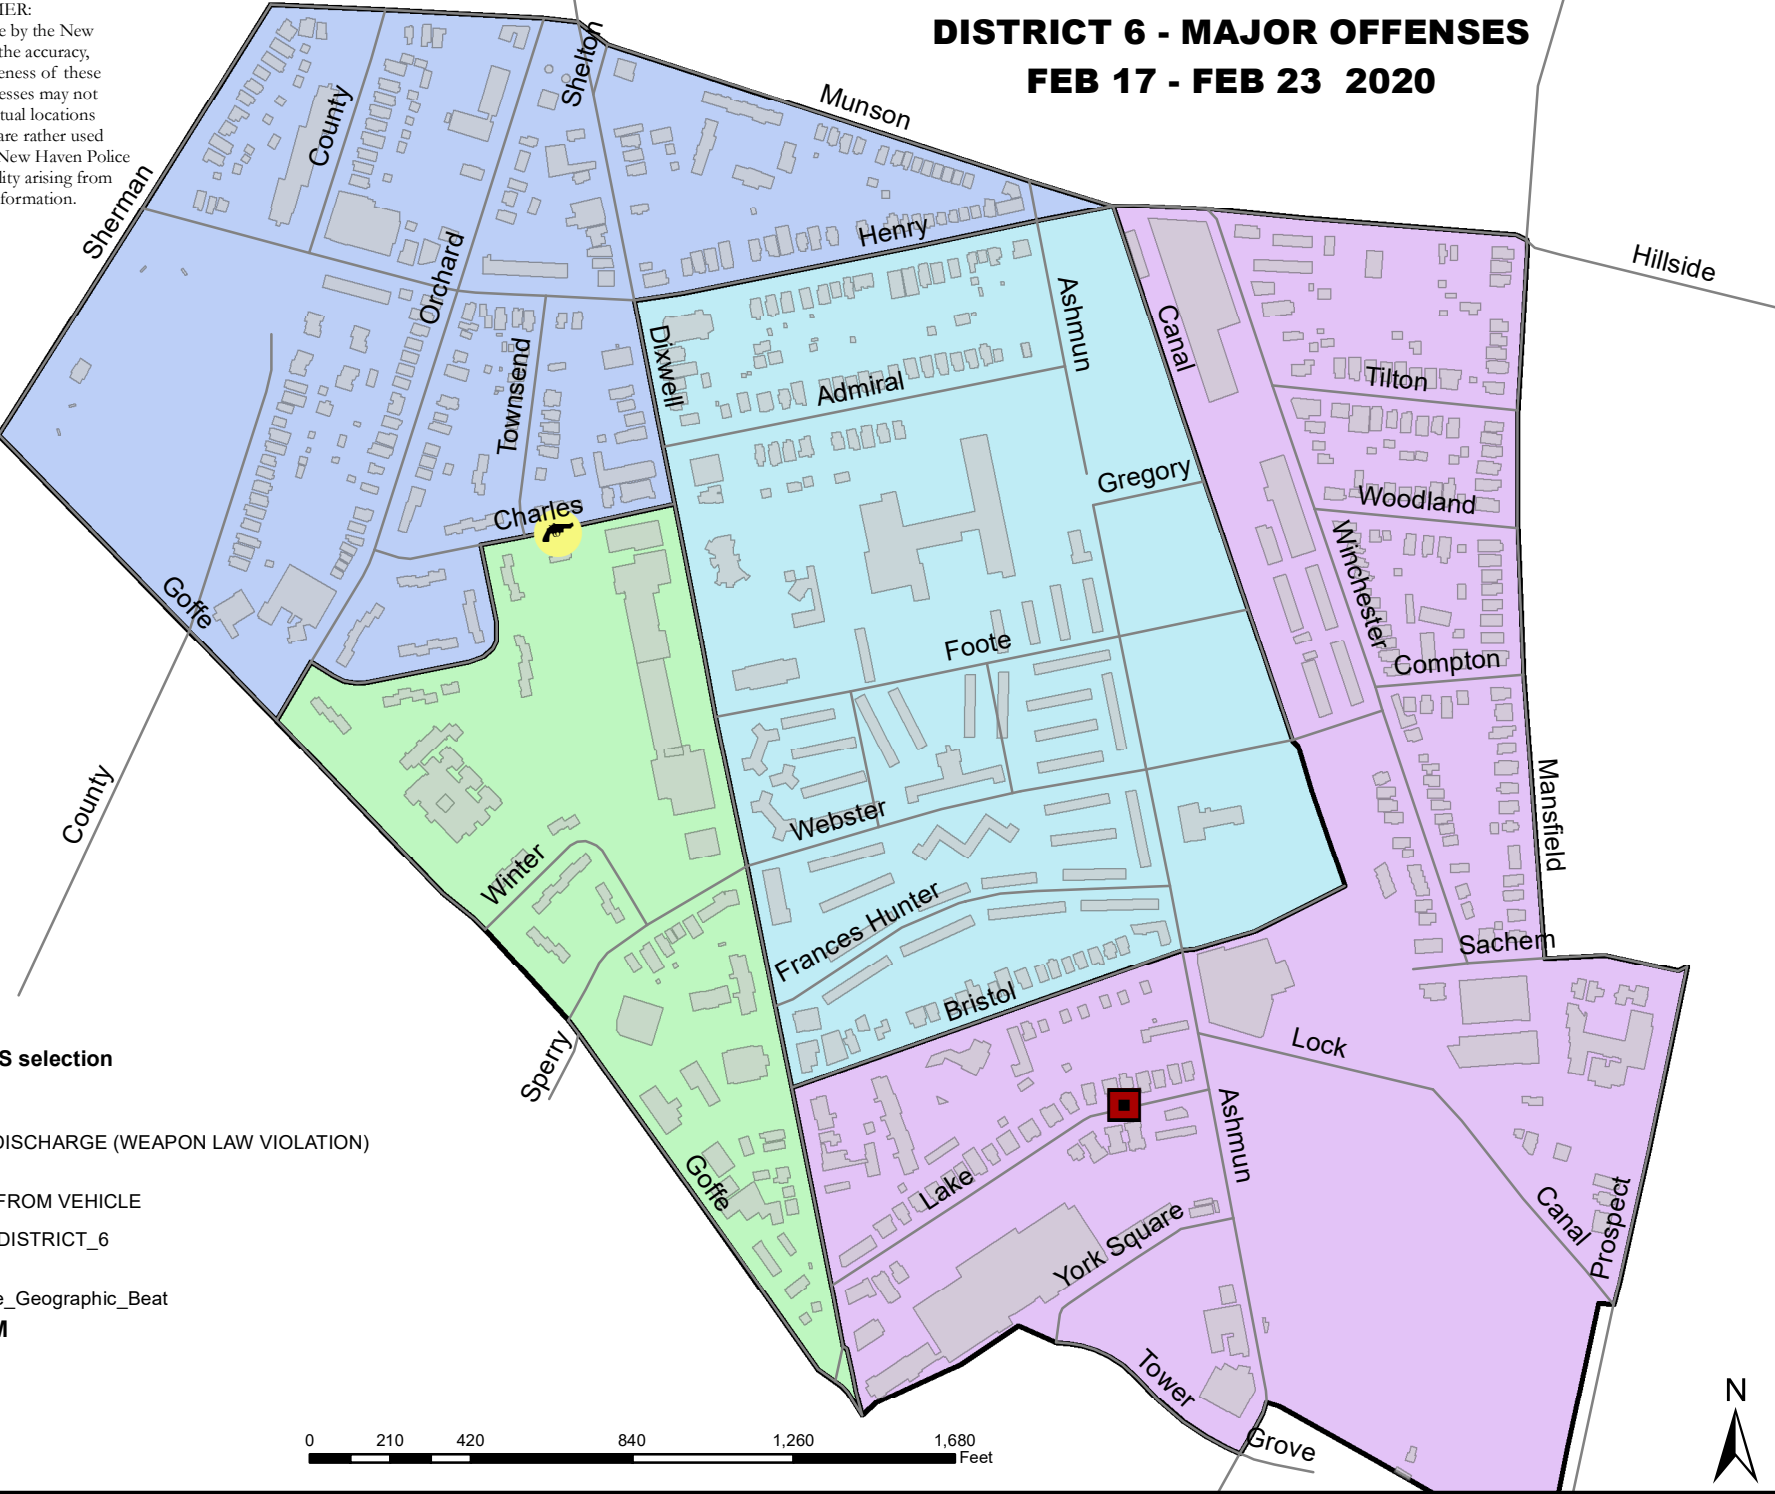 MER:
e by the New
the accuracy,
eness of these
esses may not
tual locations
are rather used
New Haven Police
lity arising from
formation.
DISTRICT 6 - MAJOR OFFENSES
FEB 17 - FEB 23 2020
Shelton
County
Munson
Sherman
Henry
Orchard
Hillside
Ashmun
Canal
Dixwell
Townsend
Admiral
Tilton
Gregory
Woodland
Charles
Winchester
Goffe
Foote
Compton
County
Mansfield
Webster
Winter
Frances Hunter
Sachem
Bristol
Lock
Sperry
S selection
Ashmun
DISCHARGE (WEAPON LAW VIOLATION)
Goffe
Lake
Canal
Prospect
FROM VEHICLE
York Square
DISTRICT_6
e_Geographic_Beat
M
Tower
Grove
N
0 210 420 840 1,260 1,680
Feet